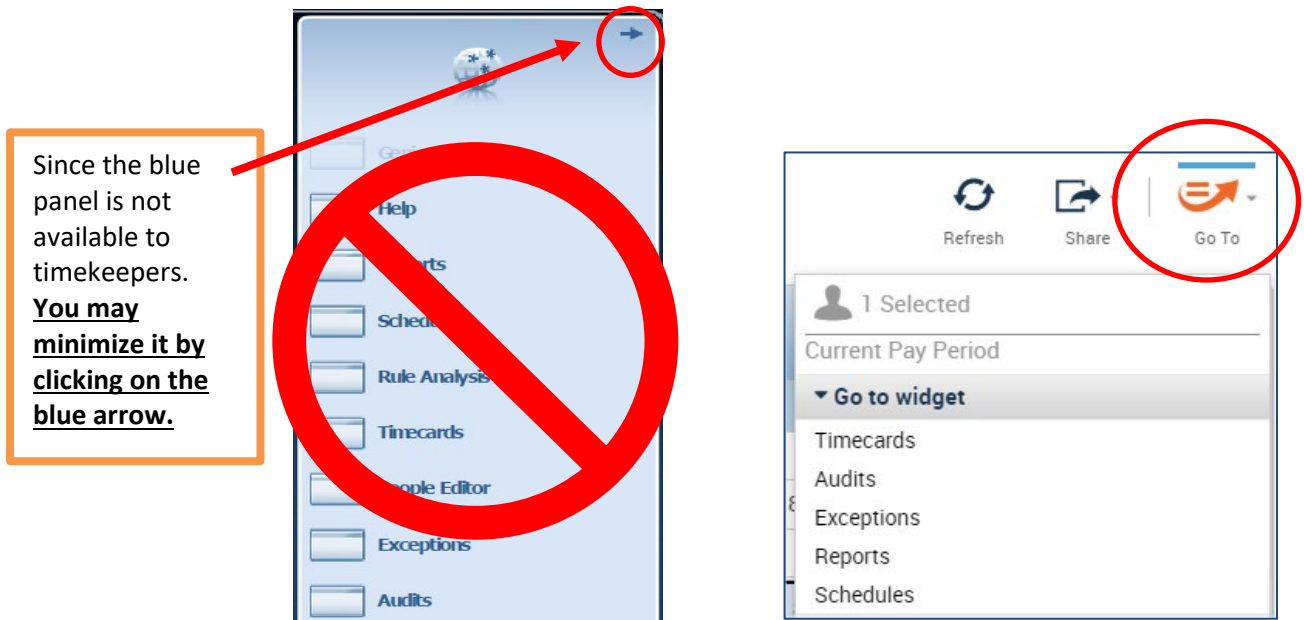 Since the blue
panel is not
available to
timekeepers.
You may
minimize it by
clicking on the
blue arrow.
Help
Rule Analysis
Timecards
Editor
Exceptions
Audits
Refresh
Share
Go To
1 Selected
Current Pay Period
Go to widget
Timecards
Audits
Exceptions
Reports
Schedules